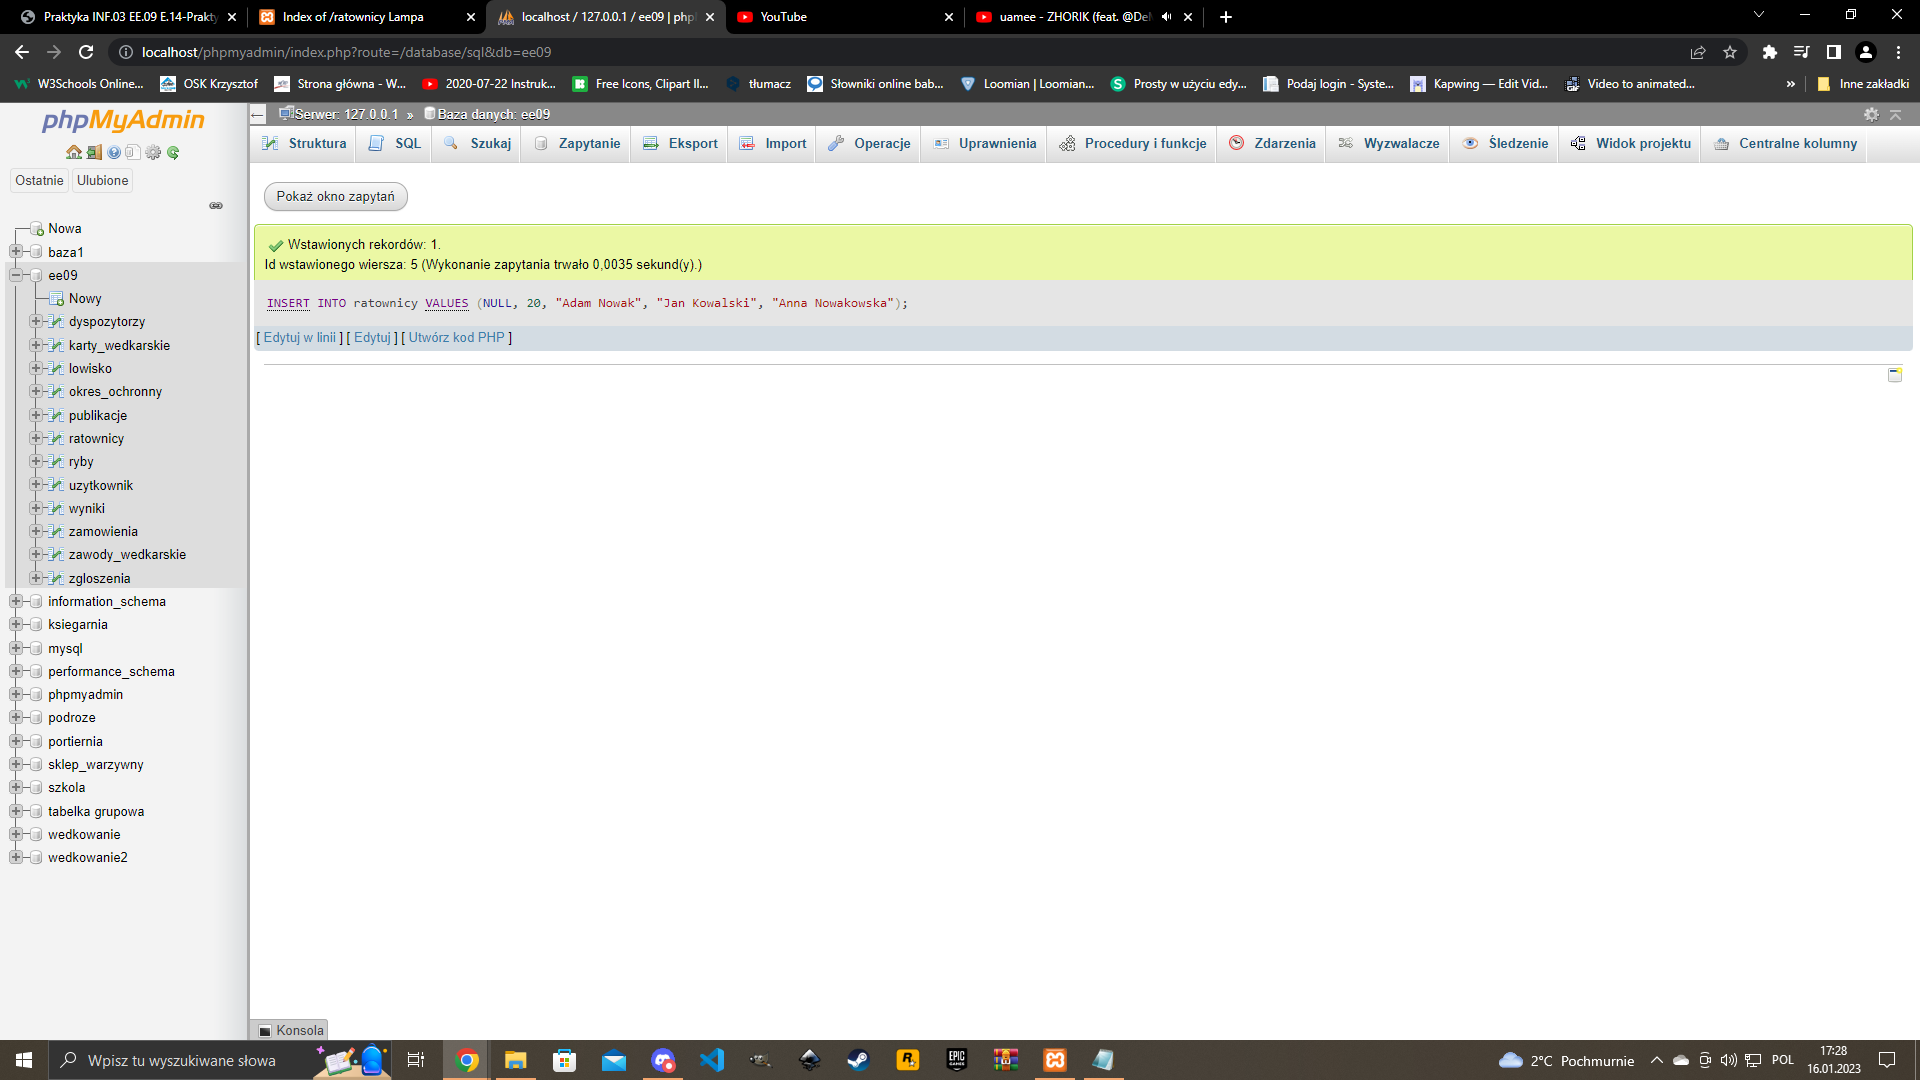 Praktyka INF.03 EE.09 E.14-Prakty
Index of /ratownicy Lampa
localhost / 127.0.0.1 / ee09 | php
YouTube
uamee - ZHORIK (feat. @De
localhost/phpmyadmin/index.php?route=/database/sql&db=ee09
W3Schools Online...
OSK Krzysztof
Strona główna - W...
2020-07-22 Instruk...
Free Icons, Clipart Il...
tłumacz
Słowniki online bab...
Loomian | Loomian...
Prosty w użyciu edy...
Podaj login - Syste...
Kapwing — Edit Vid...
Video to animated...
»
Inne zakładki
phpMyAdmin
Ostatnie
Ulubione
Nowa
baza1
ee09
Nowy
dyspozytorzy
karty_wedkarskie
lowisko
okres_ochronny
publikacje
ratownicy
ryby
uzytkownik
wyniki
zamowienia
zawody_wedkarskie
zgloszenia
information_schema
ksiegarnia
mysql
performance_schema
phpmyadmin
podroze
portiernia
sklep_warzywny
szkola
tabelka grupowa
wedkowanie
wedkowanie2
Serwer: 127.0.0.1 » Baza danych: ee09
Struktura
SQL
Szukaj
Zapytanie
Eksport
Import
Operacje
Uprawnienia
Procedury i funkcje
Zdarzenia
Wyzwalacze
Śledzenie
Widok projektu
Centralne kolumny
Pokaż okno zapytań
Wstawionych rekordów: 1.
Id wstawionego wiersza: 5 (Wykonanie zapytania trwało 0,0035 sekund(y).)
INSERT INTO ratownicy VALUES (NULL, 20, "Adam Nowak", "Jan Kowalski", "Anna Nowakowska");
[ Edytuj w linii ] [ Edytuj ] [ Utwórz kod PHP ]
Konsola
Wpisz tu wyszukiwane słowa
2°C Pochmurnie
POL
17:28
16.01.2023